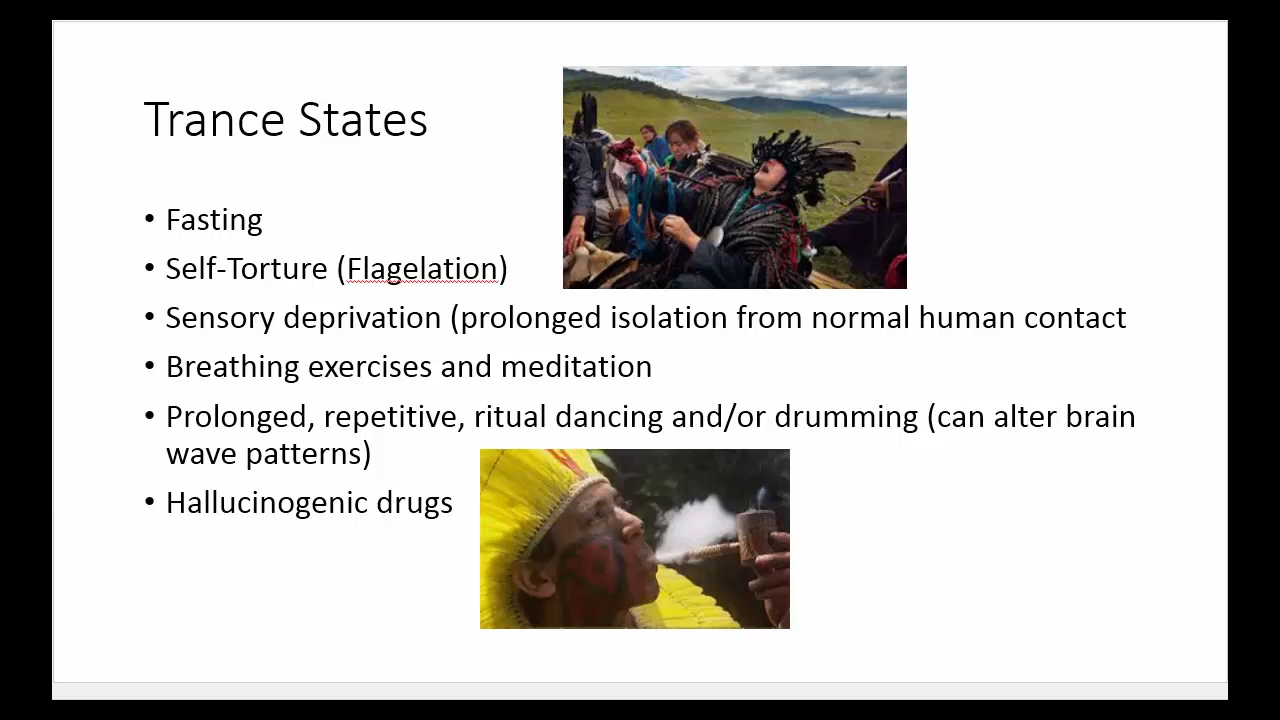 Trance States
• Fasting
• Self-Torture (Flagelation)
• Sensory deprivation (prolonged isolation from normal human contact
• Breathing exercises and meditation
• Prolonged, repetitive, ritual dancing and/or drumming (can alter brain
wave patterns)
• Hallucinogenic drugs